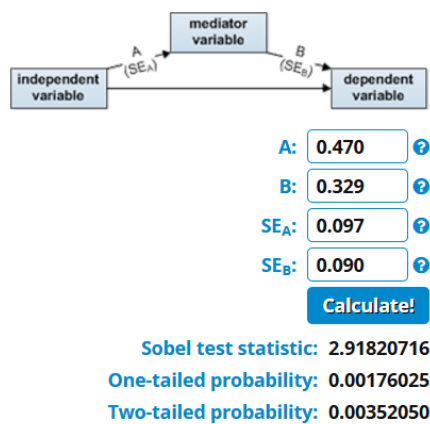 mediator
variable
A
(SEA)
B
(SEB)
independent
variable
dependent
variable
A: 0.470 ?
B: 0.329 ?
SEA: 0.097 ?
SEB: 0.090 ?
Calculate!
Sobel test statistic: 2.91820716
One-tailed probability: 0.00176025
Two-tailed probability: 0.00352050